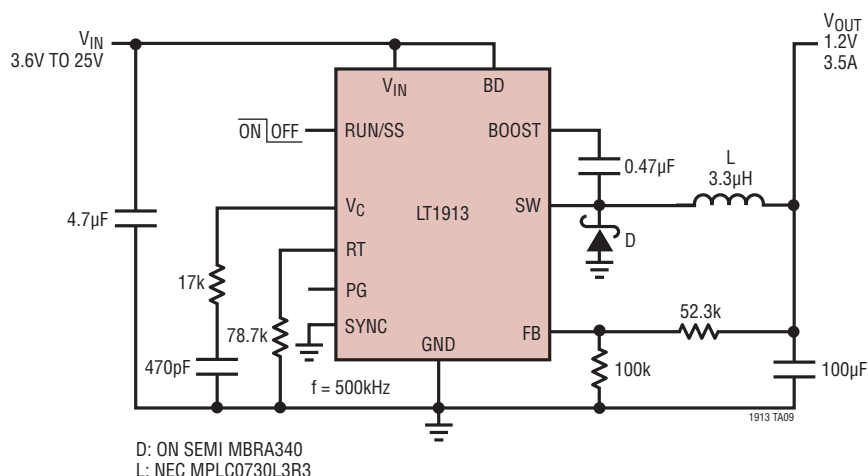 VIN
3.6V TO 25V
VOUT
1.2V
3.5A
VIN
BD
ON OFF
RUN/SS
BOOST
0.47µF
L
3.3µH
4.7µF
VC
LT1913
SW
D
RT
17k
PG
52.3k
78.7k
SYNC
FB
GND
470pF
f = 500kHz
100k
100µF
1913 TA09
D: ON SEMI MBRA340
L: NEC MPLC0730L3R3